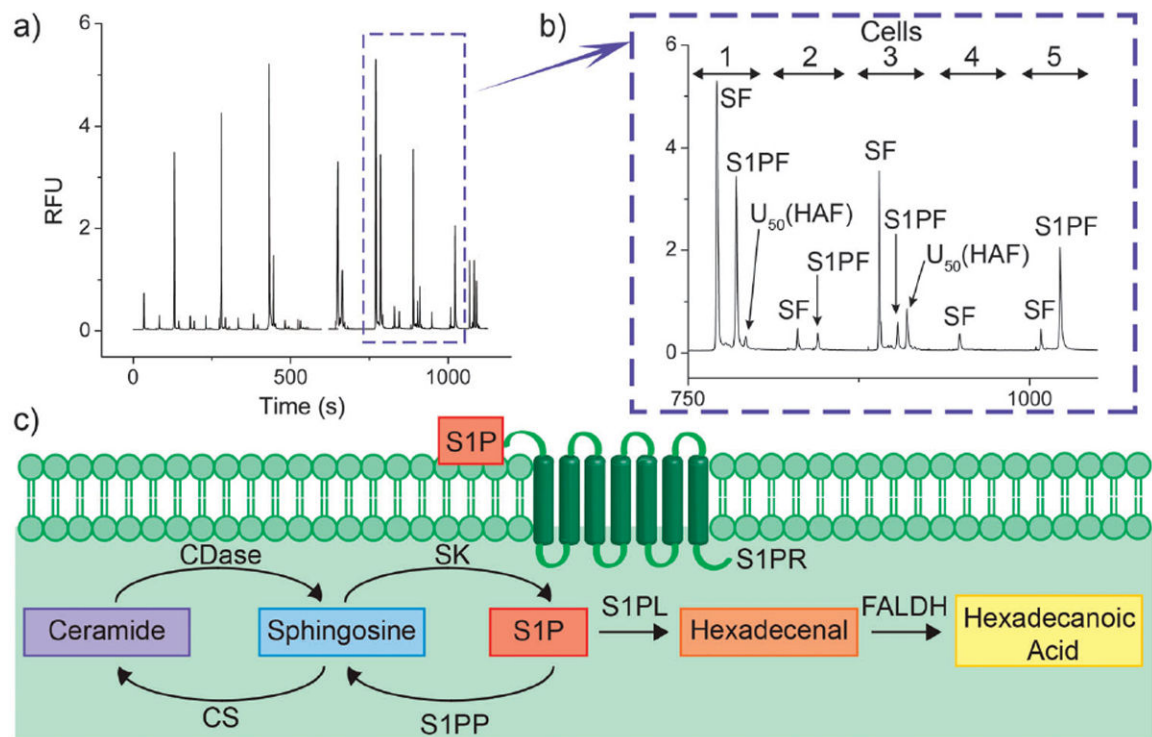 a)
6
4
2
0
RFU
0
500
1000
Time (s)
b)
Cells
1
2
3
4
5
6
4
2
0
SF
S1PF
U₅₀(HAF)
SF
S1PF
SF
S1PF
U₅₀(HAF)
SF
S1PF
750
1000
c)
S1P
S1PR
CDase
SK
S1PL
FALDH
Ceramide
Sphingosine
S1P
Hexadecenal
Hexadecanoic
Acid
CS
S1PP